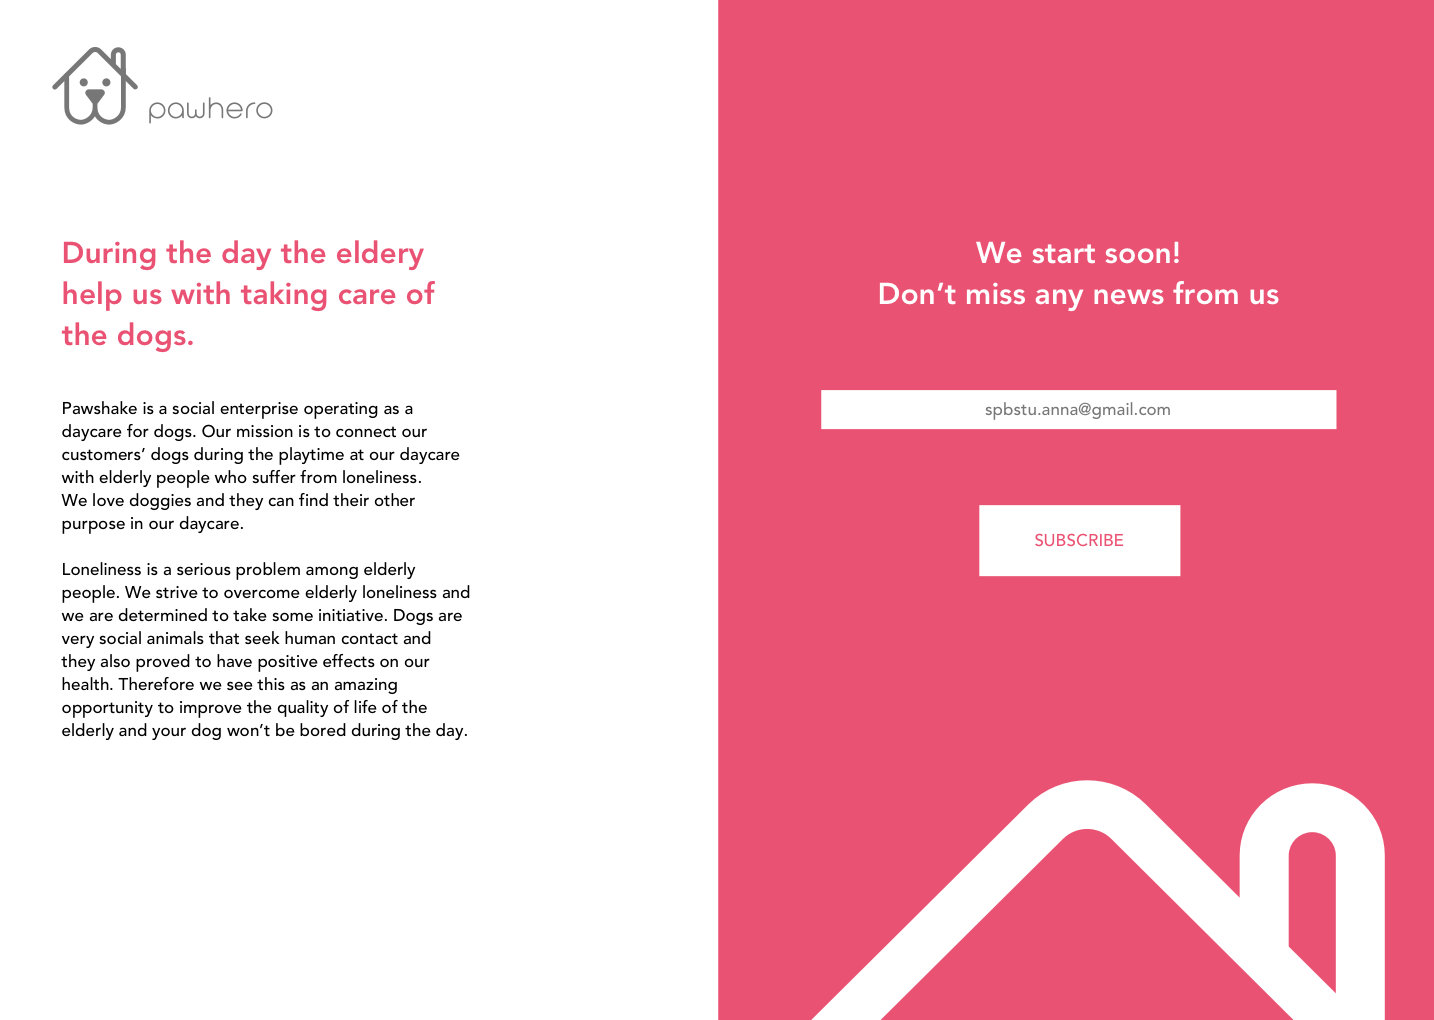 pawhero
During the day the eldery
help us with taking care of
the dogs.
Pawshake is a social enterprise operating as a
daycare for dogs. Our mission is to connect our
customers’ dogs during the playtime at our daycare
with elderly people who suffer from loneliness.
We love doggies and they can find their other
purpose in our daycare.
Loneliness is a serious problem among elderly
people. We strive to overcome elderly loneliness and
we are determined to take some initiative. Dogs are
very social animals that seek human contact and
they also proved to have positive effects on our
health. Therefore we see this as an amazing
opportunity to improve the quality of life of the
elderly and your dog won’t be bored during the day.
We start soon!
Don’t miss any news from us
spbstu.anna@gmail.com
SUBSCRIBE